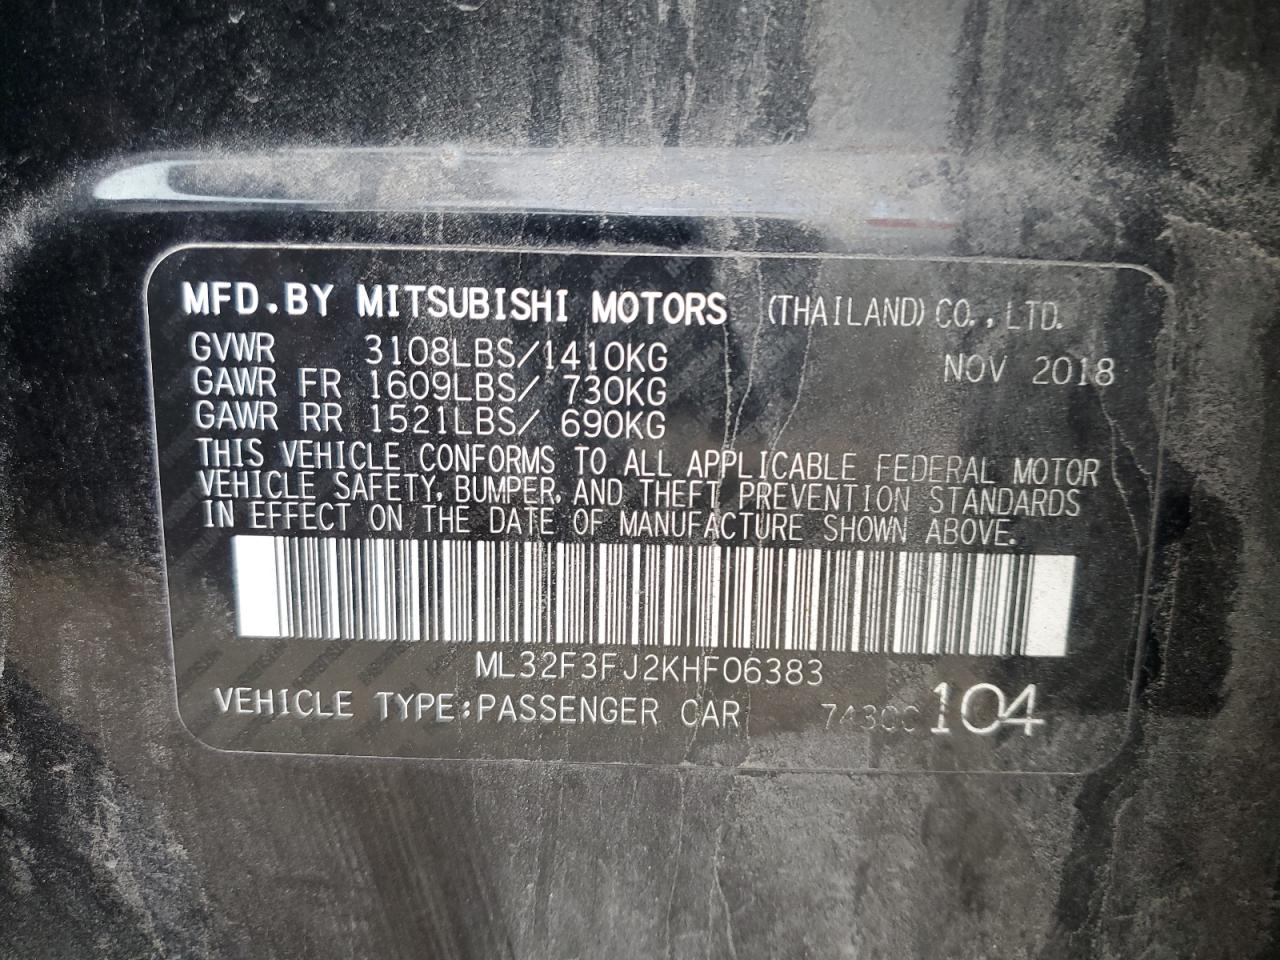 MFD.BY MITSUBISHI MOTORS (THAILAND) CO.,LTD.
GVWR 3108LBS/1410KG NOV 2018
GAWR FR 1609LBS/ 730KG
GAWR RR 1521LBS/ 690KG
THIS VEHICLE CONFORMS TO ALL APPLICABLE FEDERAL MOTOR
VEHICLE SAFETY, BUMPER, AND THEFT PREVENTION STANDARDS
IN EFFECT ON THE DATE OF MANUFACTURE SHOWN ABOVE.
ML32F3FJ2KHF06383
VEHICLE TYPE:PASSENGER CAR 104